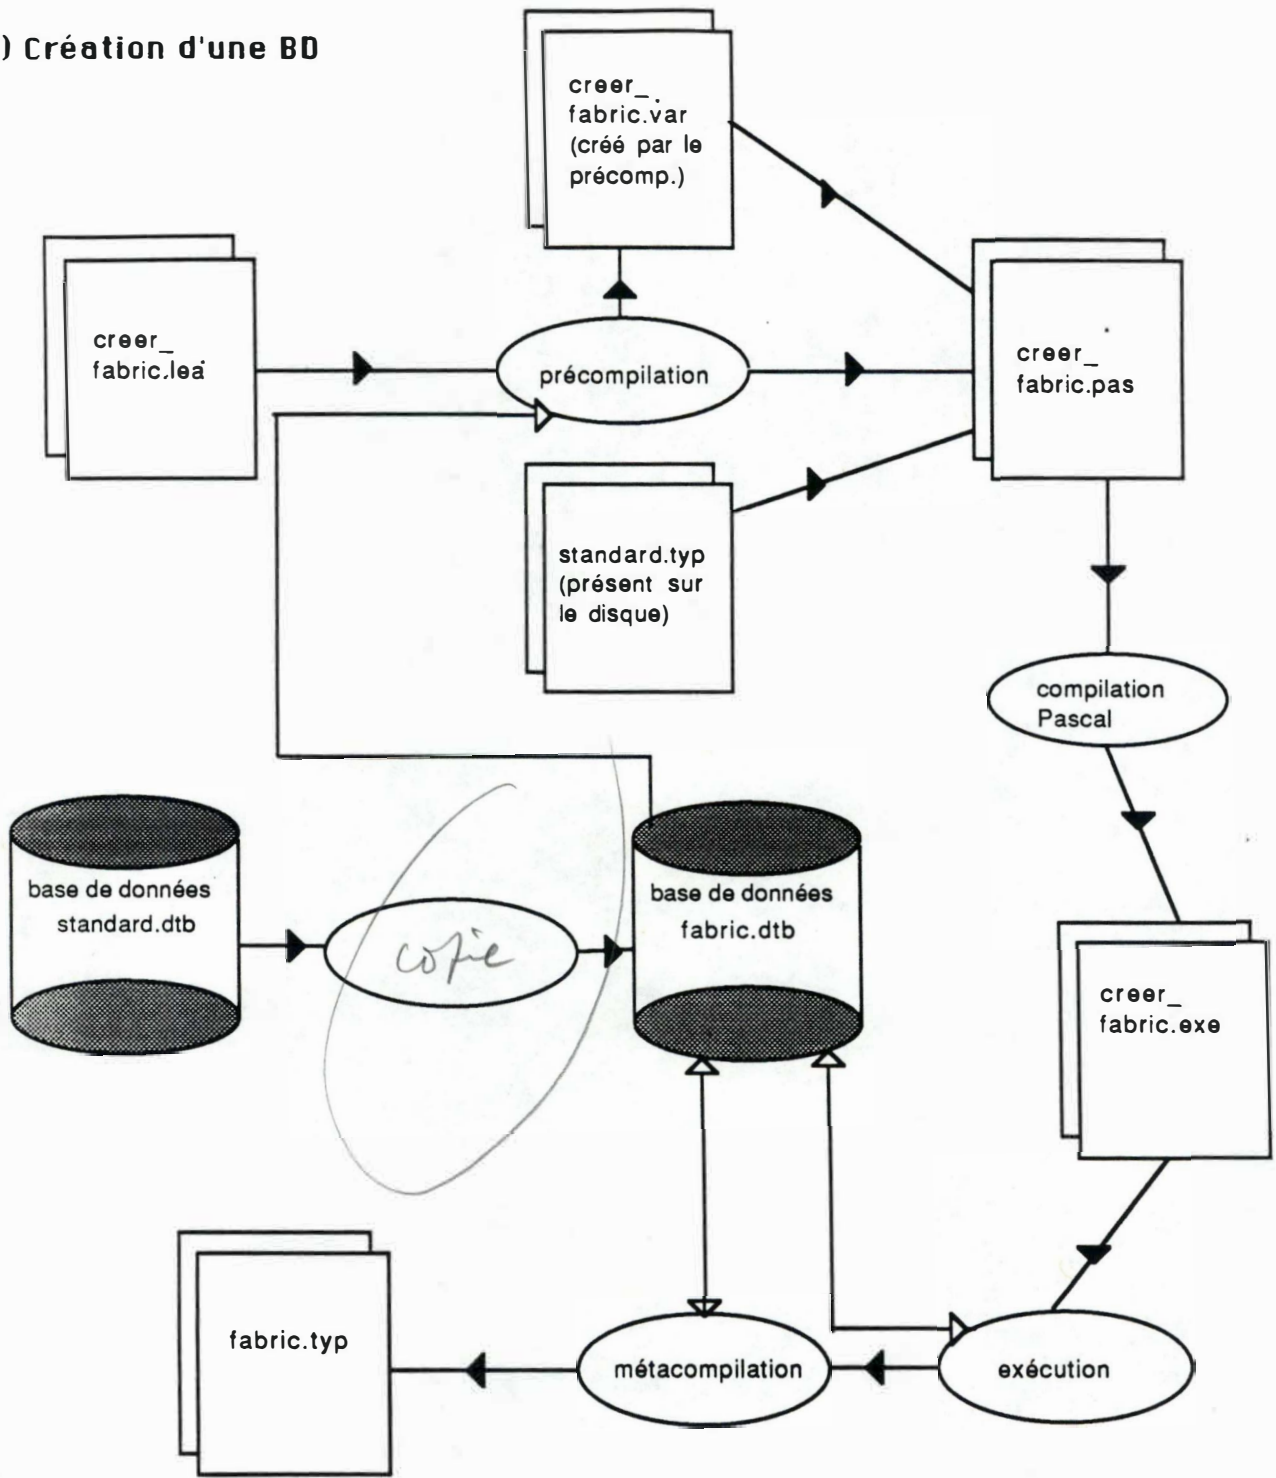 ) Création d'une BD
creer_
fabric.var
(créé par le
précomp.)
creer_
fabric.lea
précompilation
creer_
fabric.pas
standard.typ
(présent sur
le disque)
compilation
Pascal
base de données
standard.dtb
copie
base de données
fabric.dtb
creer_
fabric.exe
fabric.typ
métacompilation
exécution